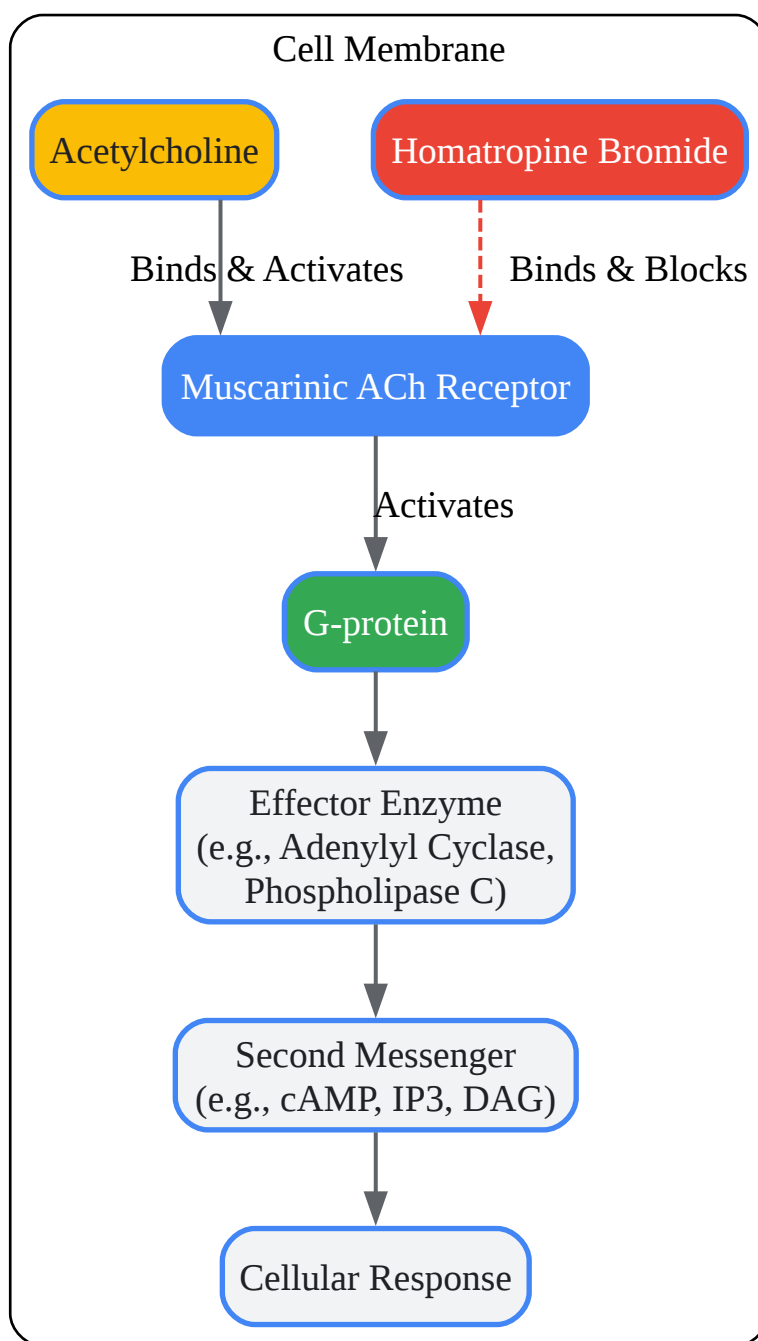 Cell Membrane
Acetylcholine
Homatropine Bromide
Binds & Activates
Binds & Blocks
Muscarinic ACh Receptor
Activates
G-protein
Effector Enzyme
(e.g., Adenylyl Cyclase,
Phospholipase C)
Second Messenger
(e.g., cAMP, IP3, DAG)
Cellular Response